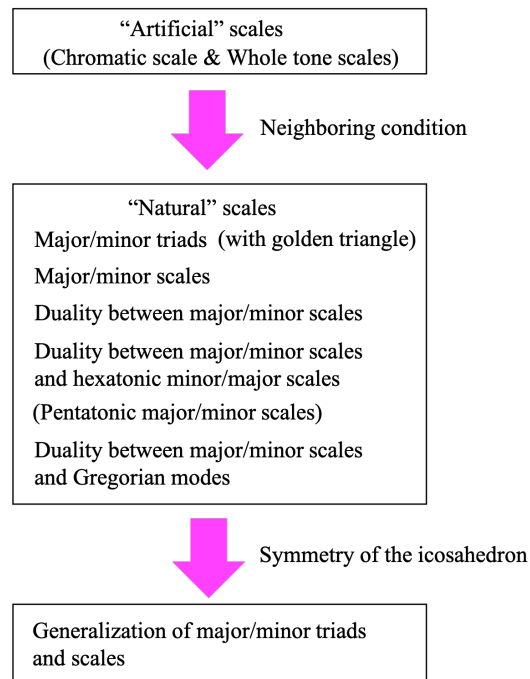 “Artificial” scales
(Chromatic scale & Whole tone scales)
Neighboring condition
“Natural” scales
Major/minor triads (with golden triangle)
Major/minor scales
Duality between major/minor scales
Duality between major/minor scales
and hexatonic minor/major scales
(Pentatonic major/minor scales)
Duality between major/minor scales
and Gregorian modes
Symmetry of the icosahedron
Generalization of major/minor triads
and scales